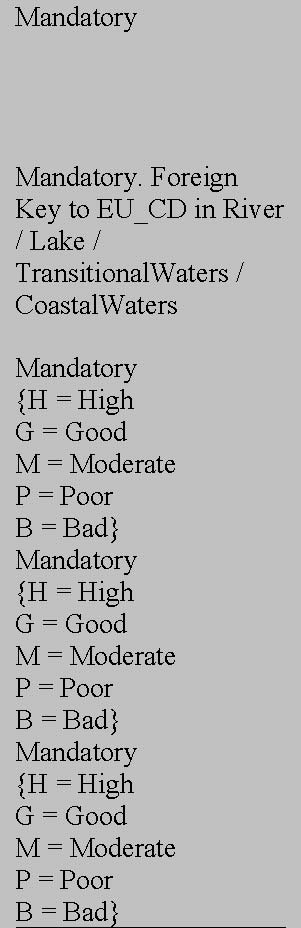 Mandatory
Mandatory. Foreign
Key to EU_CD in River
/ Lake /
TransitionalWaters /
CoastalWaters
Mandatory
{H = High
G = Good
M = Moderate
P = Poor
B = Bad}
Mandatory
{H = High
G = Good
M = Moderate
P = Poor
B = Bad}
Mandatory
{H = High
G = Good
M = Moderate
P = Poor
B = Bad}